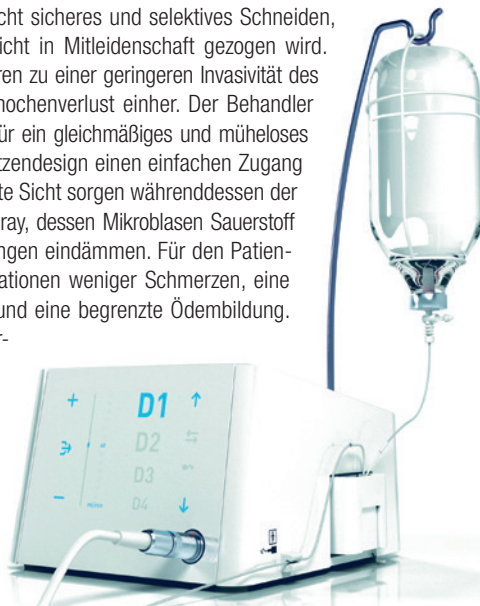 cht sicheres und selektives Schneiden,
icht in Mitleidenschaft gezogen wird.
ren zu einer geringeren Invasivität des
nochenverlust einher. Der Behandler
ür ein gleichmäßiges und müheloses
tzendesign einen einfachen Zugang
te Sicht sorgen währenddessen der
ray, dessen Mikroblasen Sauerstoff
ngen eindämmen. Für den Patien-
ationen weniger Schmerzen, eine
und eine begrenzte Ödembildung.
r-
+ D1
D2
D3
− D4